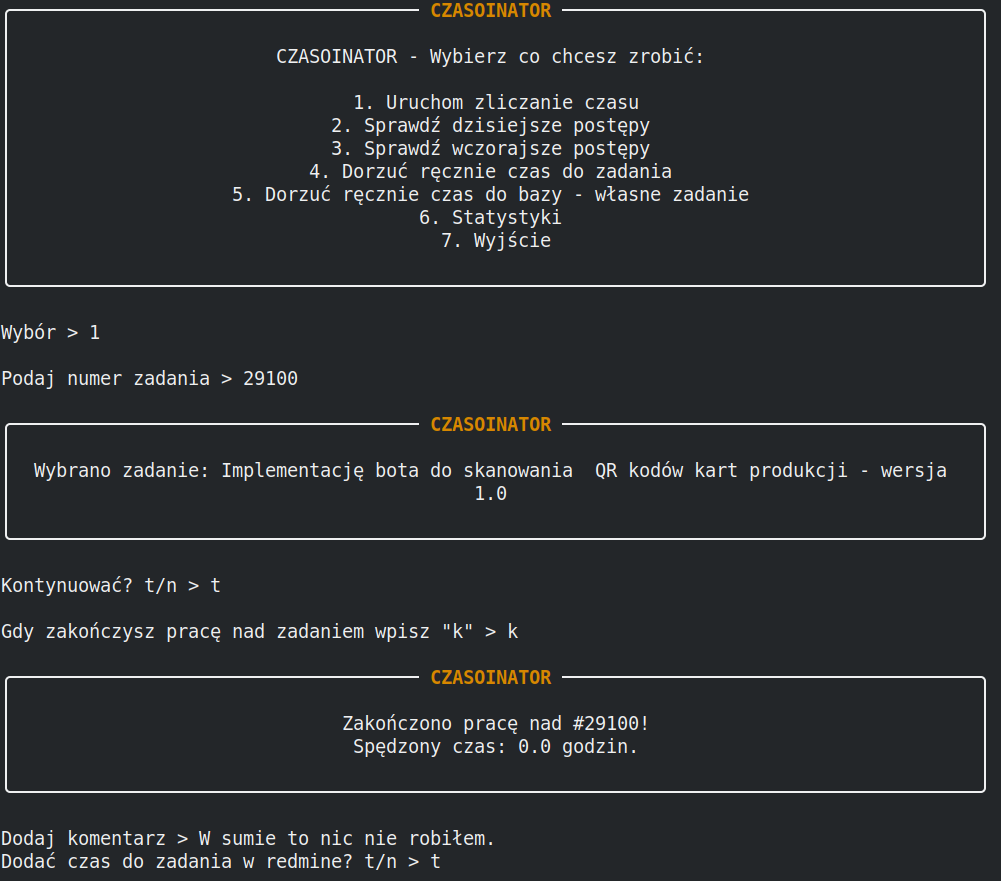 CZASOINATOR
CZASOINATOR - Wybierz co chcesz zrobić:
1. Uruchom zliczanie czasu
2. Sprawdź dzisiejsze postępy
3. Sprawdź wczorajsze postępy
4. Dorzuć ręcznie czas do zadania
5. Dorzuć ręcznie czas do bazy - własne zadanie
6. Statystyki
7. Wyjście
Wybór > 1
Podaj numer zadania > 29100
CZASOINATOR
Wybrano zadanie: Implementację bota do skanowania  QR kodów kart produkcji - wersja
1.0
Kontynuować? t/n > t
Gdy zakończysz pracę nad zadaniem wpisz "k" > k
CZASOINATOR
Zakończono pracę nad #29100!
Spędzony czas: 0.0 godzin.
Dodaj komentarz > W sumie to nic nie robiłem.
Dodać czas do zadania w redmine? t/n > t